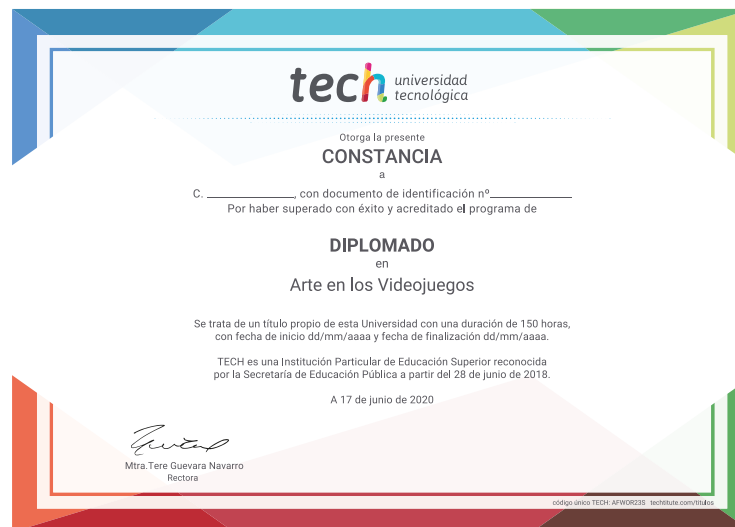 tech universidad
tecnológica
Otorga la presente
CONSTANCIA
a
C. ________________, con documento de identificación nº______________
Por haber superado con éxito y acreditado el programa de
DIPLOMADO
en
Arte en los Videojuegos
Se trata de un título propio de esta Universidad con una duración de 150 horas,
con fecha de inicio dd/mm/aaaa y fecha de finalización dd/mm/aaaa.
TECH es una Institución Particular de Educación Superior reconocida
por la Secretaría de Educación Pública a partir del 28 de junio de 2018.
A 17 de junio de 2020
Mtra.Tere Guevara Navarro
Rectora
código único TECH: AFWOR235 techtitute.com/titulos